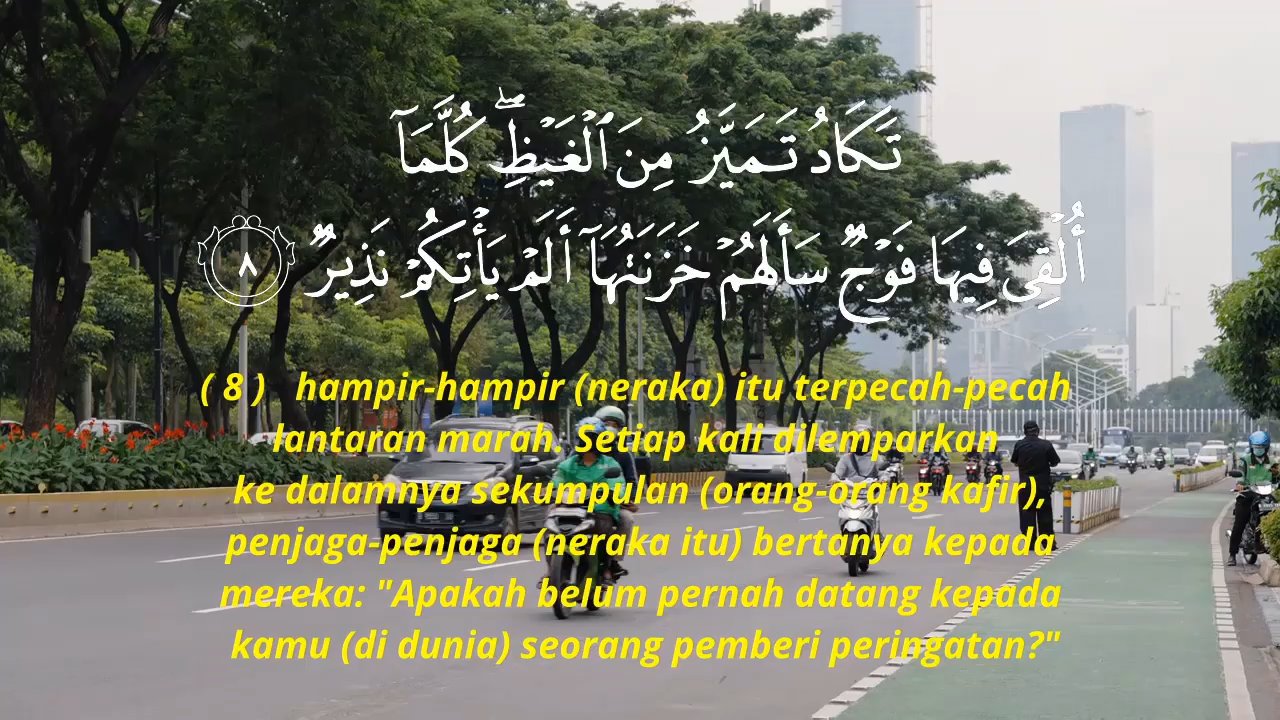 تَكَادُ تَمَيَّزُ مِنَ ٱلْغَيْظِ ۖ كُلَّمَآ
أُلْقِىَ فِيهَا فَوْجٌ سَأَلَهُمْ خَزَنَتُهَآ أَلَمْ يَأْتِكُمْ نَذِيرٌ ٨
( 8 ) hampir-hampir (neraka) itu terpecah-pecah
lantaran marah. Setiap kali dilemparkan
ke dalamnya sekumpulan (orang-orang kafir),
penjaga-penjaga (neraka itu) bertanya kepada
mereka: "Apakah belum pernah datang kepada
kamu (di dunia) seorang pemberi peringatan?"